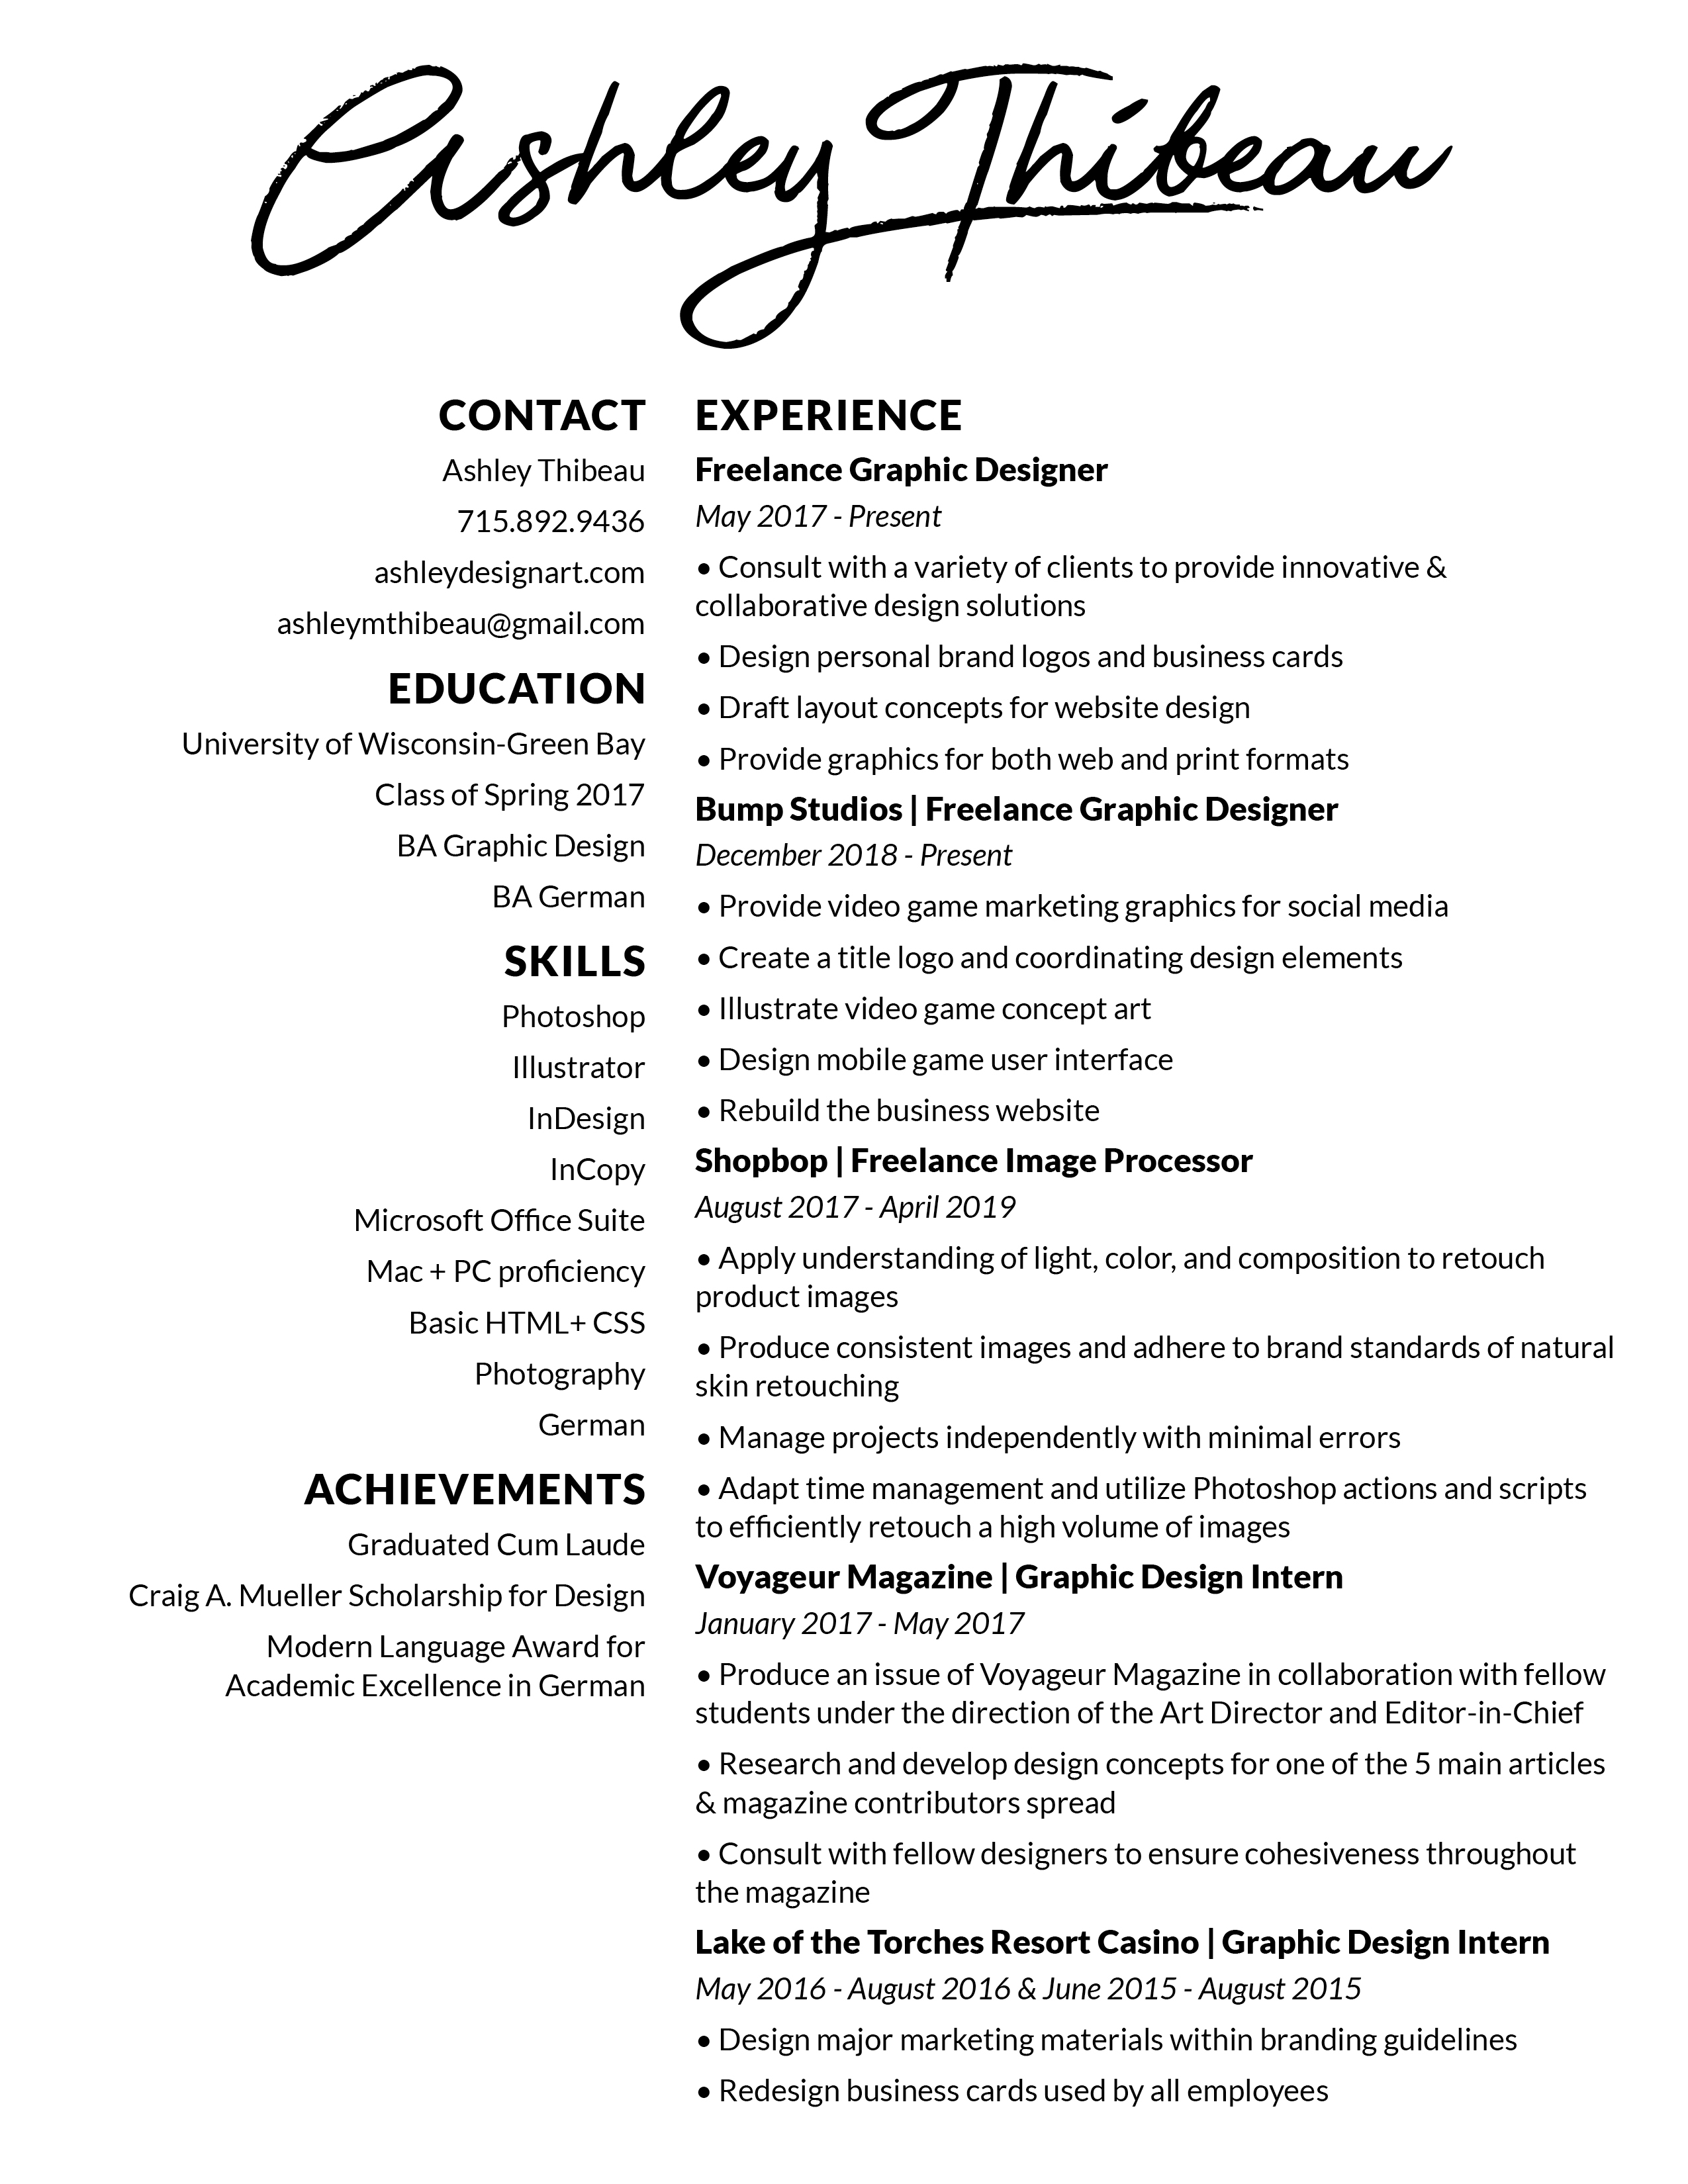 Ashley Thibeau
CONTACT
Ashley Thibeau
715.892.9436
ashleydesignart.com
ashleymthibeau@gmail.com
EDUCATION
University of Wisconsin-Green Bay
Class of Spring 2017
BA Graphic Design
BA German
SKILLS
Photoshop
Illustrator
InDesign
InCopy
Microsoft Office Suite
Mac + PC proficiency
Basic HTML+ CSS
Photography
German
ACHIEVEMENTS
Graduated Cum Laude
Craig A. Mueller Scholarship for Design
Modern Language Award for
Academic Excellence in German
EXPERIENCE
Freelance Graphic Designer
May 2017 - Present
• Consult with a variety of clients to provide innovative &
collaborative design solutions
• Design personal brand logos and business cards
• Draft layout concepts for website design
• Provide graphics for both web and print formats
Bump Studios | Freelance Graphic Designer
December 2018 - Present
• Provide video game marketing graphics for social media
• Create a title logo and coordinating design elements
• Illustrate video game concept art
• Design mobile game user interface
• Rebuild the business website
Shopbop | Freelance Image Processor
August 2017 - April 2019
• Apply understanding of light, color, and composition to retouch
product images
• Produce consistent images and adhere to brand standards of natural
skin retouching
• Manage projects independently with minimal errors
• Adapt time management and utilize Photoshop actions and scripts
to efficiently retouch a high volume of images
Voyageur Magazine | Graphic Design Intern
January 2017 - May 2017
• Produce an issue of Voyageur Magazine in collaboration with fellow
students under the direction of the Art Director and Editor-in-Chief
• Research and develop design concepts for one of the 5 main articles
& magazine contributors spread
• Consult with fellow designers to ensure cohesiveness throughout
the magazine
Lake of the Torches Resort Casino | Graphic Design Intern
May 2016 - August 2016 & June 2015 - August 2015
• Design major marketing materials within branding guidelines
• Redesign business cards used by all employees